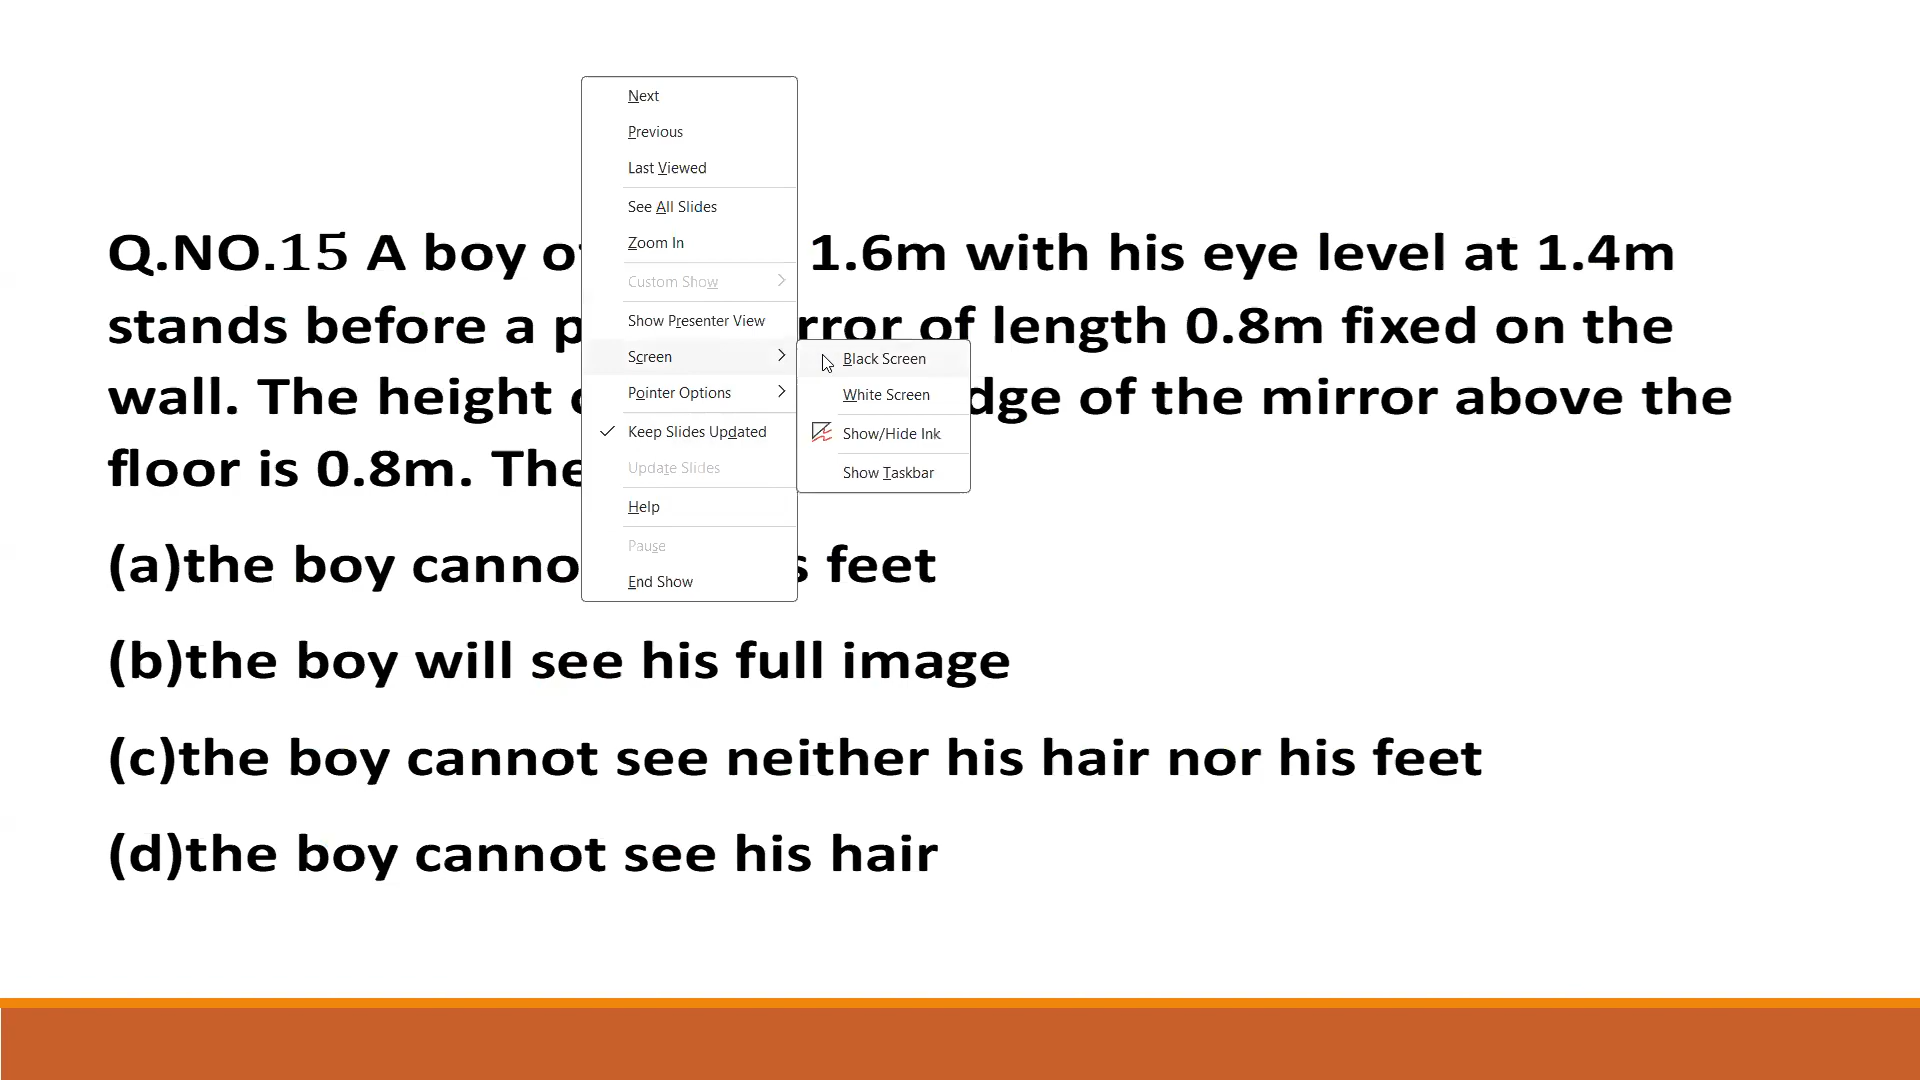 Next
Previous
Last Viewed
See All Slides
Zoom In
Custom Show
Show Presenter View
Screen
Pointer Options
Keep Slides Updated
Update Slides
Help
Pause
End Show
Black Screen
White Screen
Show/Hide Ink
Show Taskbar
Q.NO.15 A boy 1.6m with his eye level at 1.4m
stands before a of length 0.8m fixed on the
wall. The height of the mirror above the
floor is 0.8m.
(a)the boy feet
(b)the boy will see his full image
(c)the boy cannot see neither his hair nor his feet
(d)the boy cannot see his hair